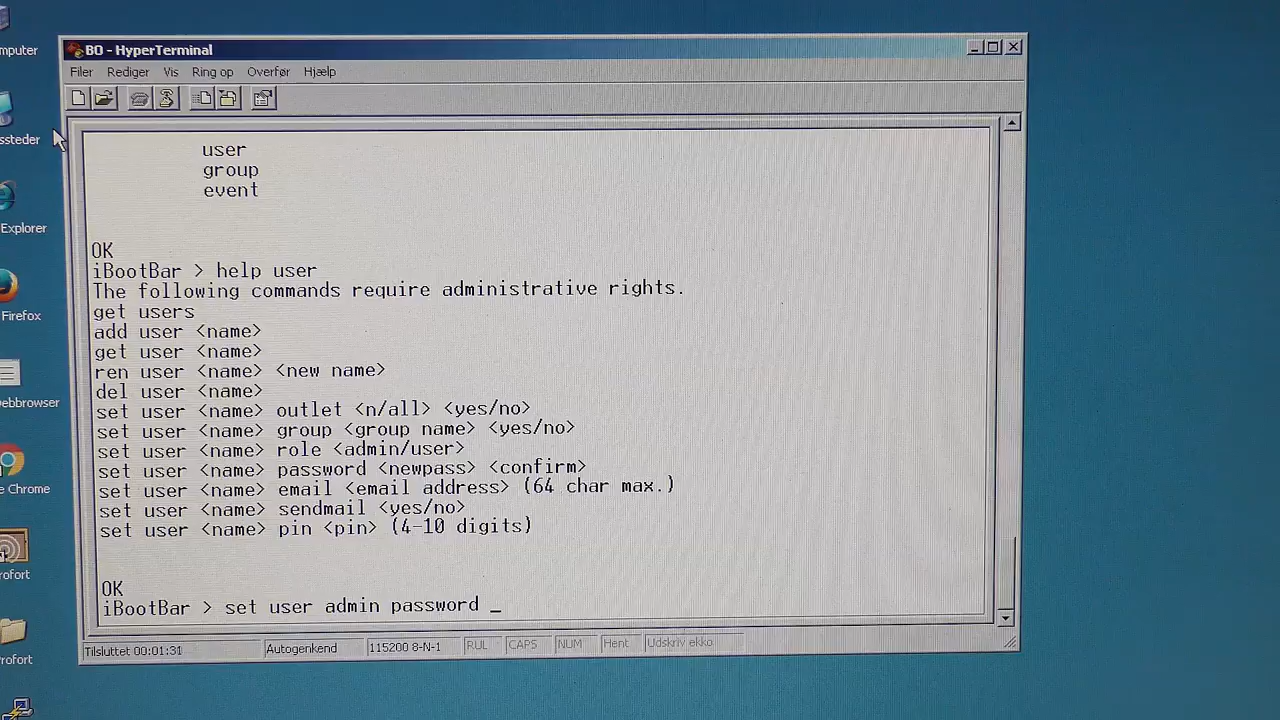 BO - HyperTerminal
Filer Rediger Vis Ring op Overfør Hjælp
user
group
event
OK
iBootBar > help user
The following commands require administrative rights.
get users
add user <name>
get user <name>
ren user <name> <new name>
del user <name>
set user <name> outlet <n/all> <yes/no>
set user <name> group <group name> <yes/no>
set user <name> role <admin/user>
set user <name> password <newpass> <confirm>
set user <name> email <email address> (64 char max.)
set user <name> sendmail <yes/no>
set user <name> pin <pin> (4-10 digits)
OK
iBootBar > set user admin password _
Tilsluttet 00:01:31 Autogenkend 115200 8-N-1 RUL CAPS NUM Hent Udskriv ekko
mputer
ssteder
Explorer
Firefox
ebbrowser
e Chrome
rofort
rofort